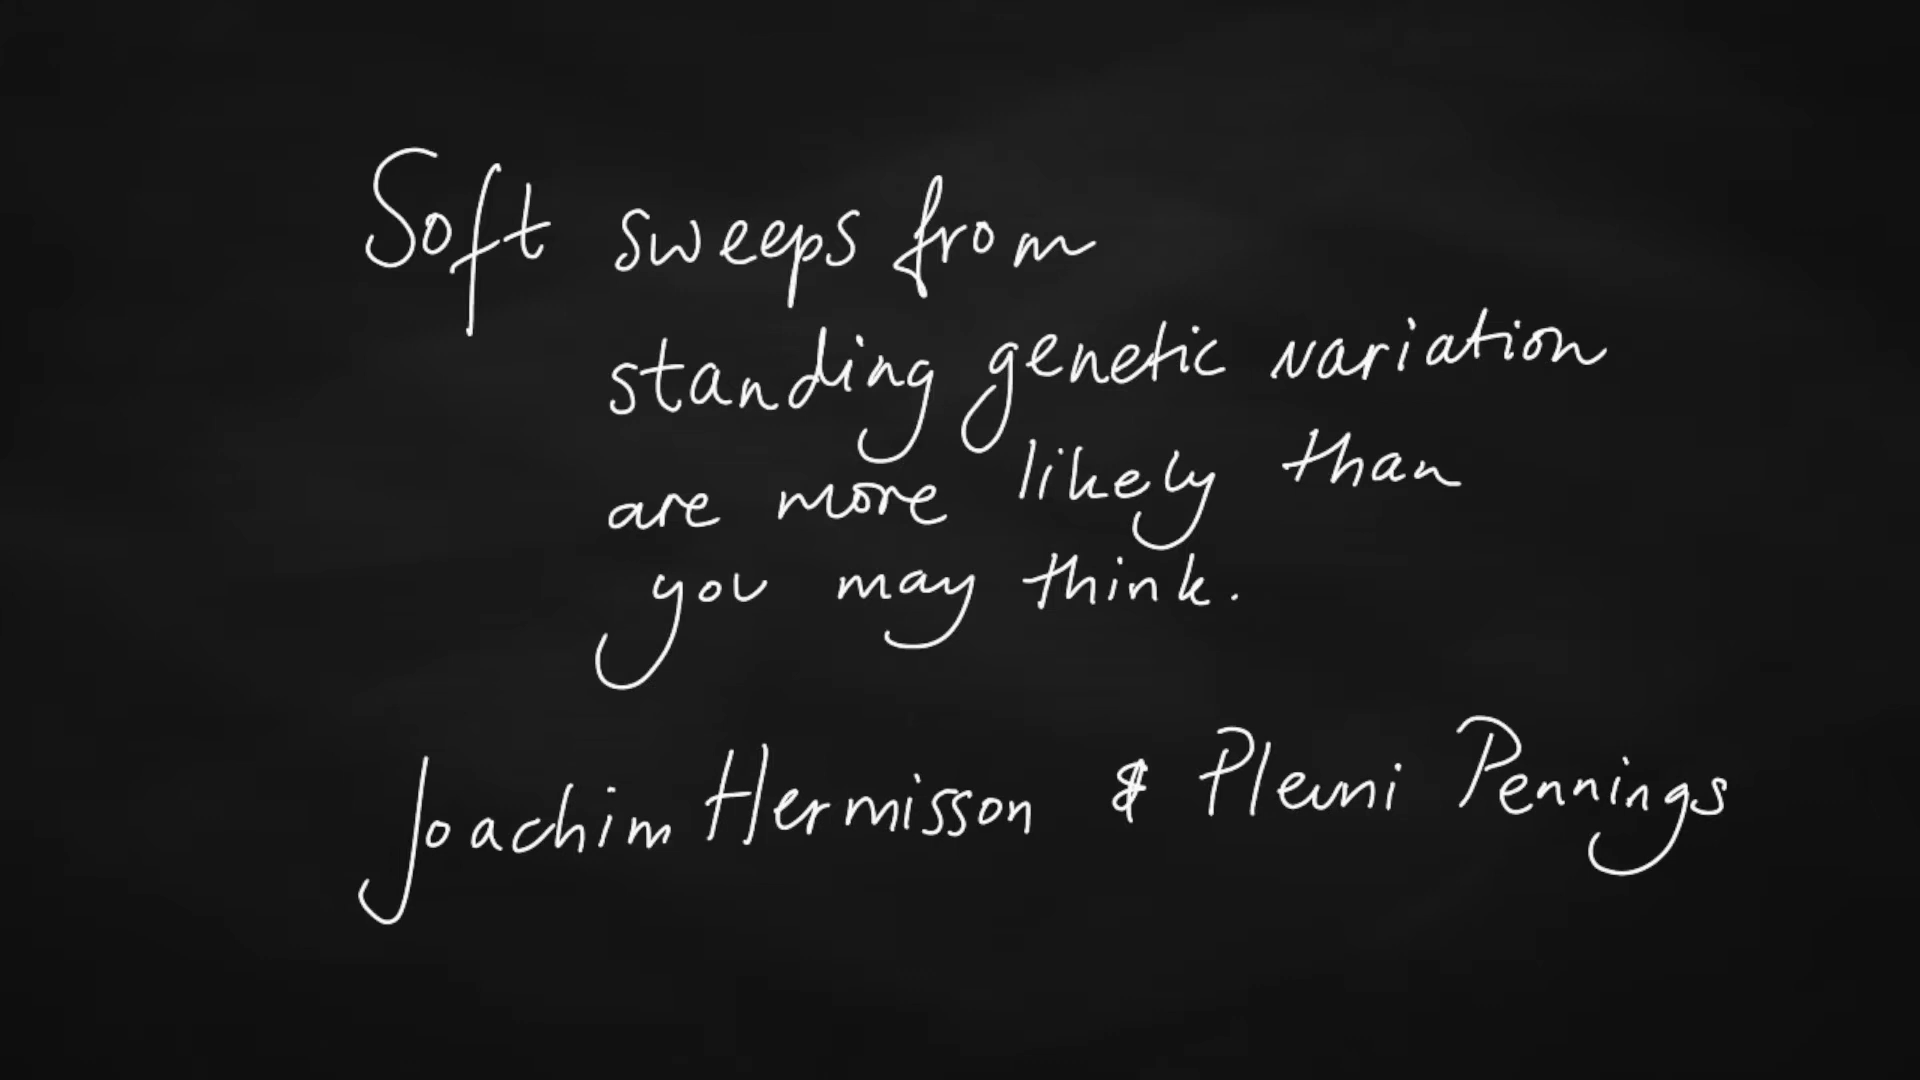 Soft sweeps from
standing genetic variation
are more likely than
you may think.
Joachim Hermisson & Pleuni Pennings